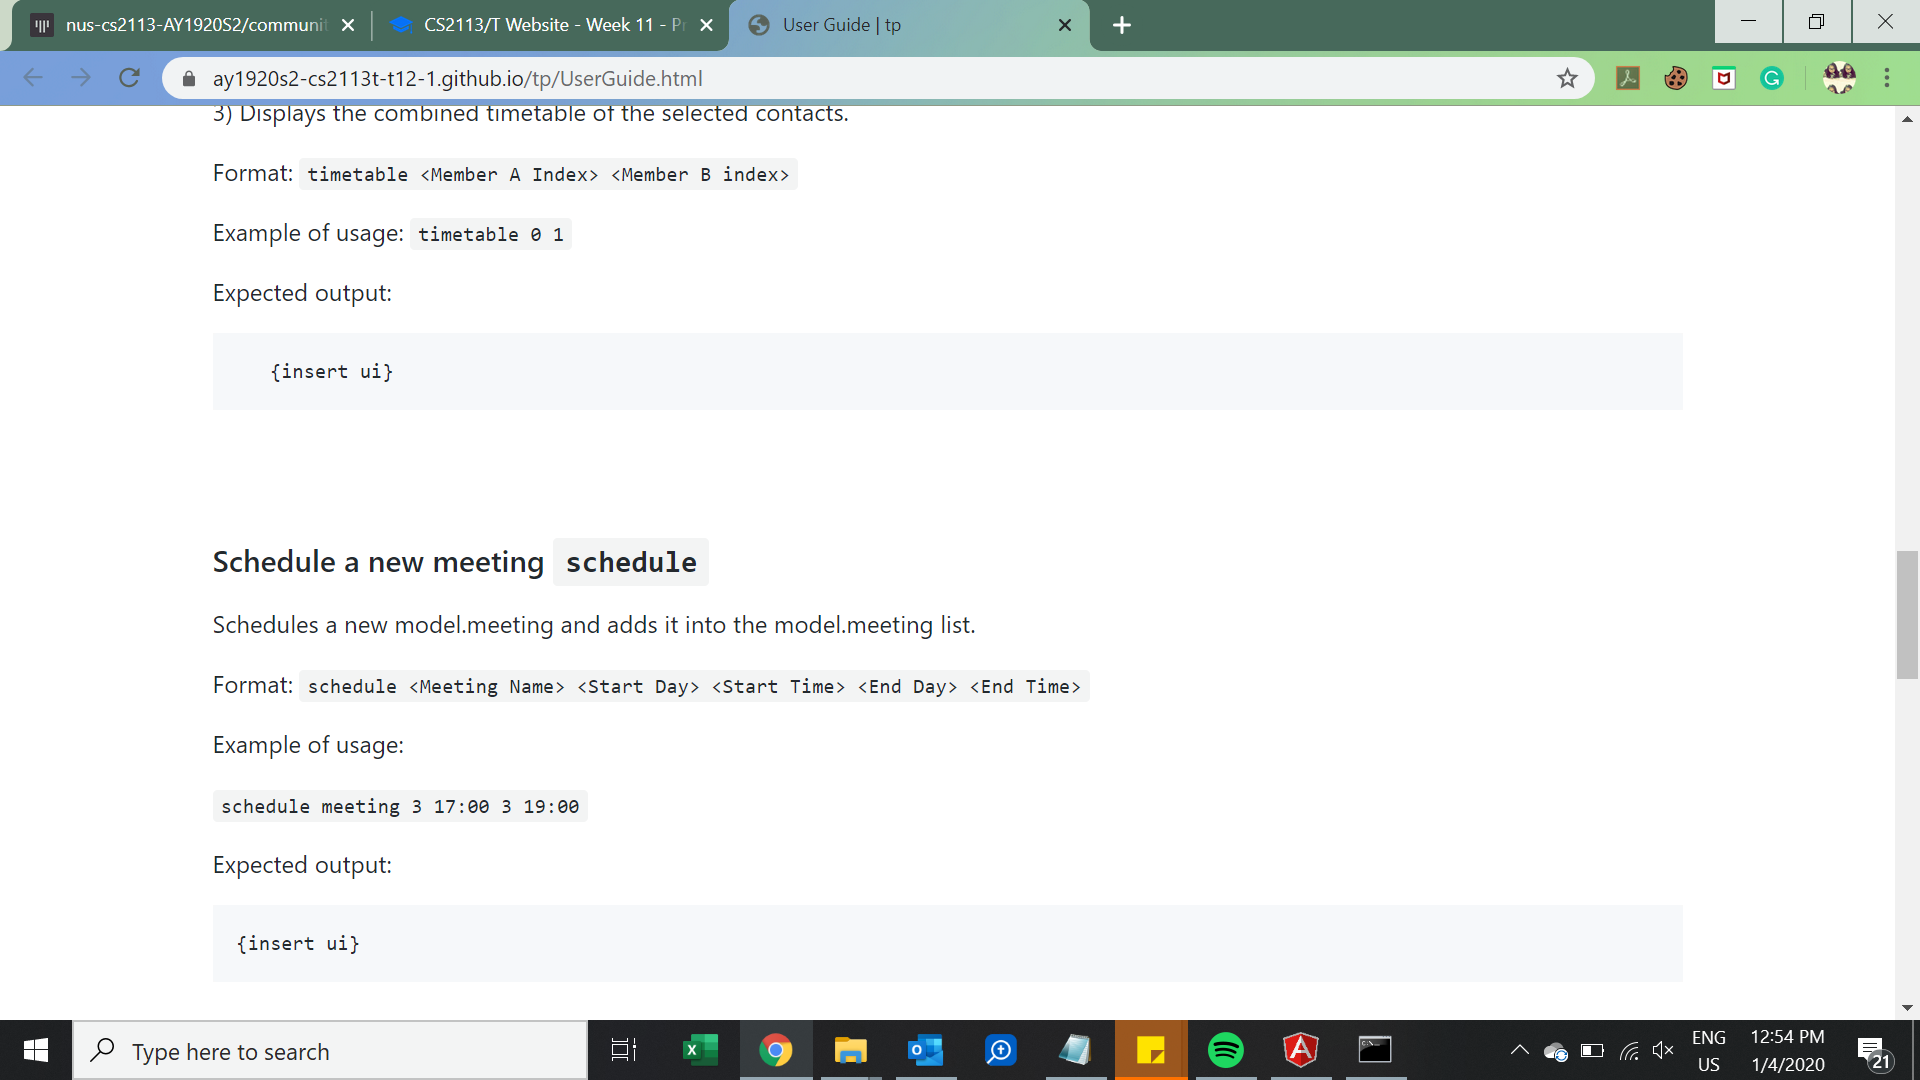 nus-cs2113-AY1920S2/communit
CS2113/T Website - Week 11 - Pr
User Guide | tp
ay1920s2-cs2113t-t12-1.github.io/tp/UserGuide.html
3) Displays the combined timetable of the selected contacts.
Format: timetable <Member A Index> <Member B index>
Example of usage: timetable 0 1
Expected output:
{insert ui}
Schedule a new meeting schedule
Schedules a new model.meeting and adds it into the model.meeting list.
Format: schedule <Meeting Name> <Start Day> <Start Time> <End Day> <End Time>
Example of usage:
schedule meeting 3 17:00 3 19:00
Expected output:
{insert ui}
Type here to search
ENG
US
12:54 PM
1/4/2020
21